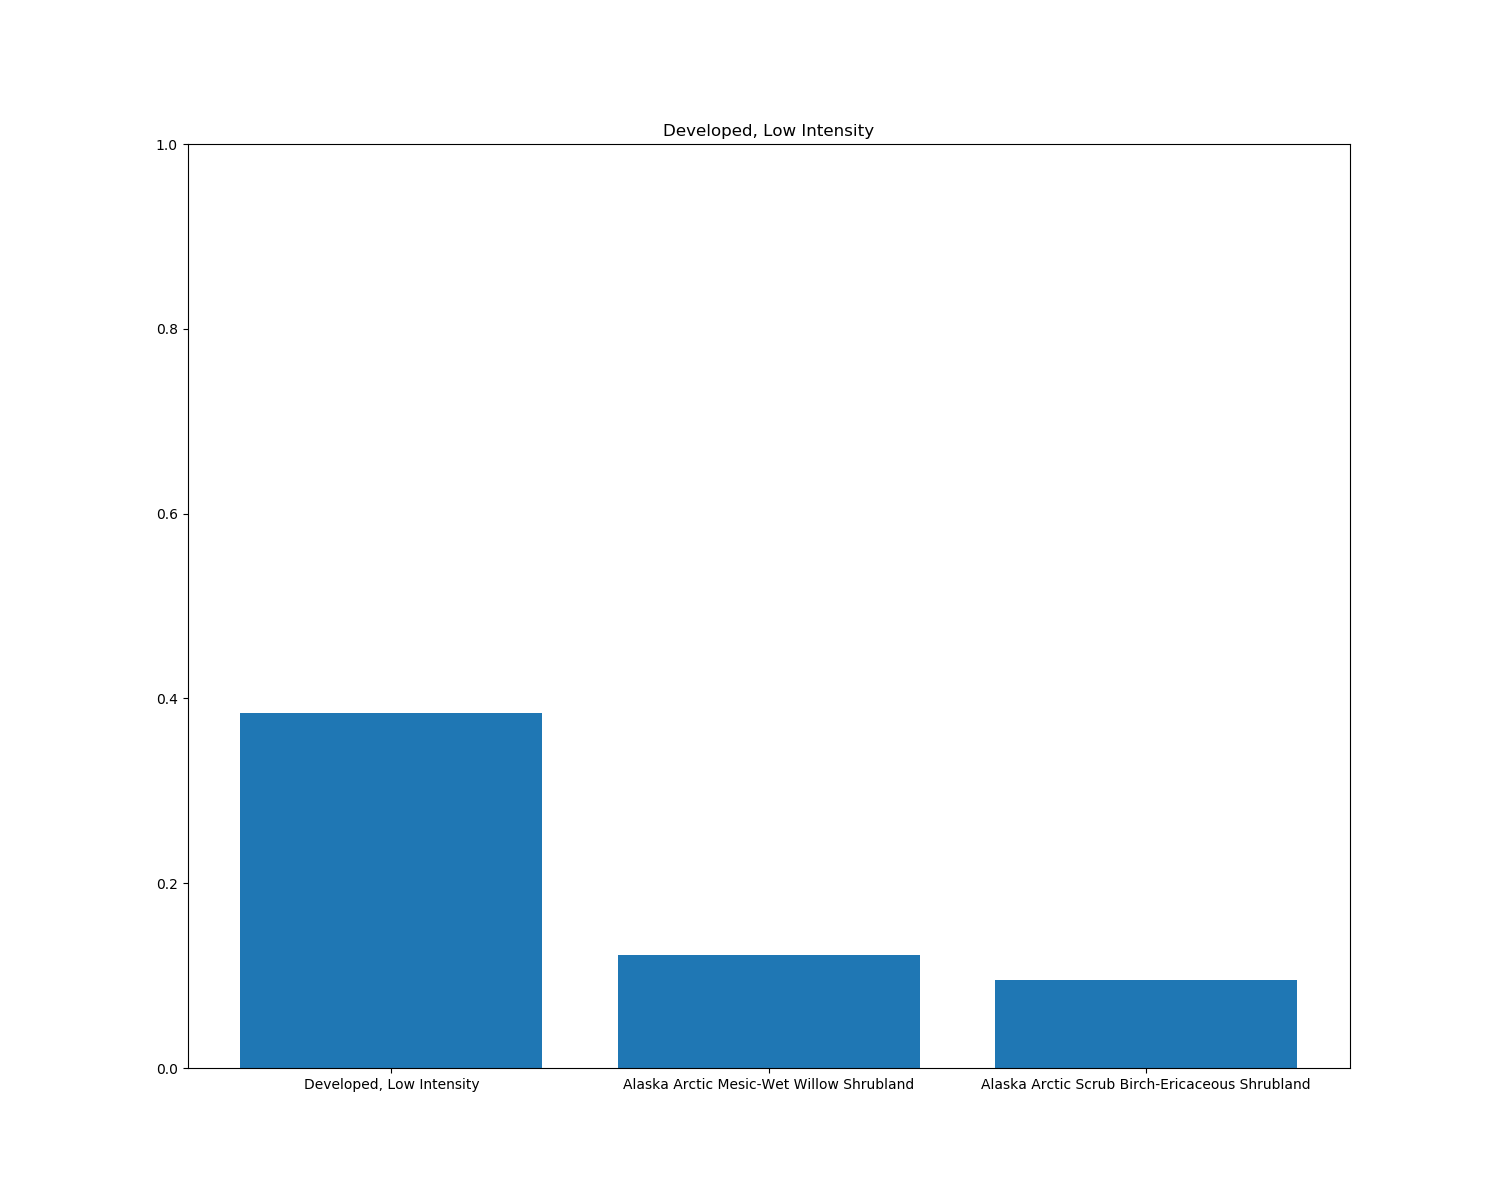 Developed, Low Intensity
1.0
0.8
0.6
0.4
0.2
0.0
Developed, Low Intensity
Alaska Arctic Mesic-Wet Willow Shrubland
Alaska Arctic Scrub Birch-Ericaceous Shrubland